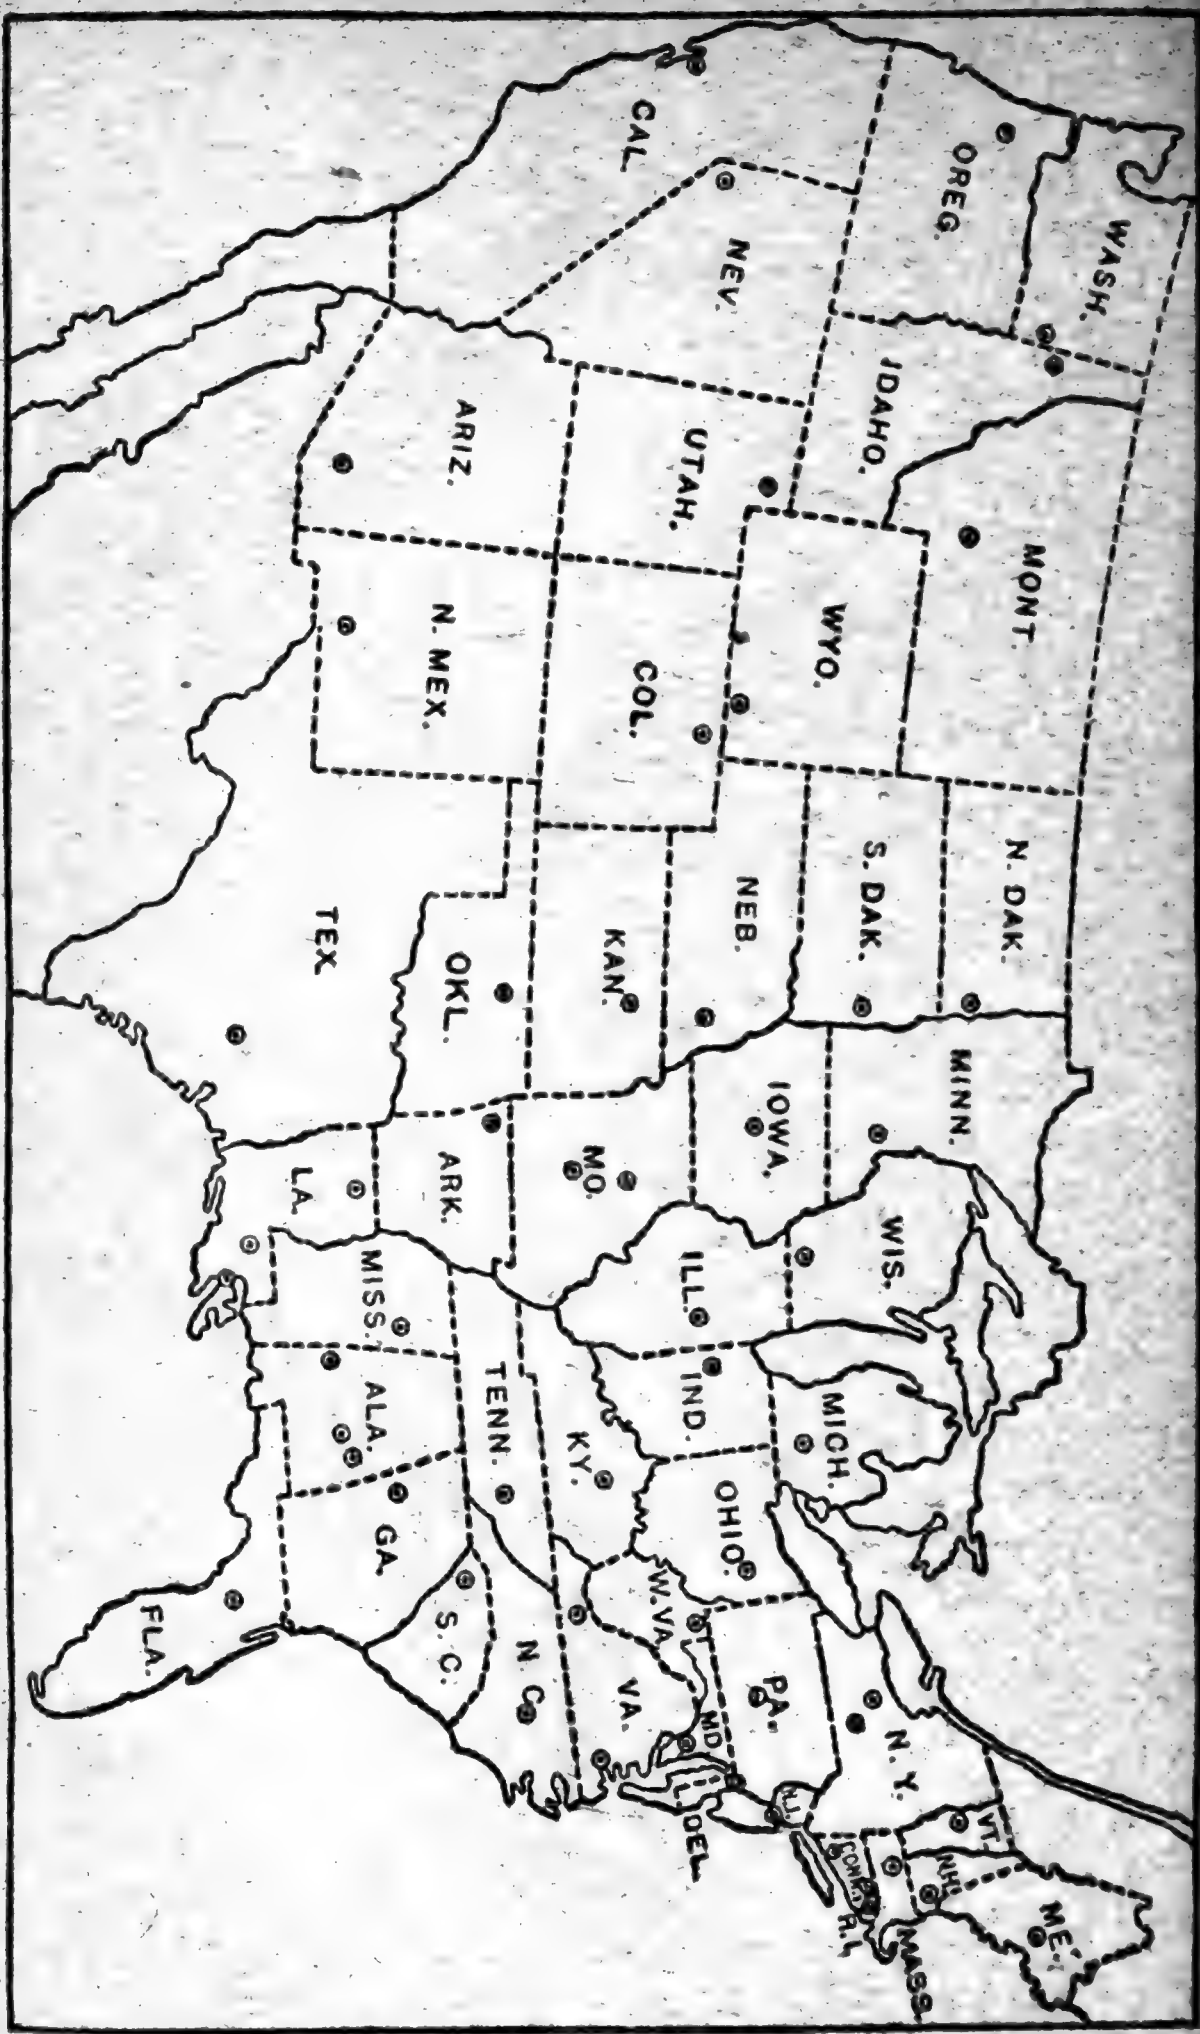 WASH.
OREG.
CAL.
NEV.
IDAHO.
MONT.
WYO.
UTAH.
ARIZ.
COL.
N. MEX.
N. DAK.
S. DAK.
NEB.
KAN.
OKL.
TEX.
MINN.
IOWA.
MO.
ARK.
LA.
WIS.
ILL.
MICH.
IND.
OHIO.
KY.
TENN.
MISS.
ALA.
GA.
FLA.
S. C.
N. C.
VA.
W. VA.
PA.
MD.
DEL.
N.J.
N. Y.
CONN.
R.I.
MASS.
VT.
N.H.
ME.